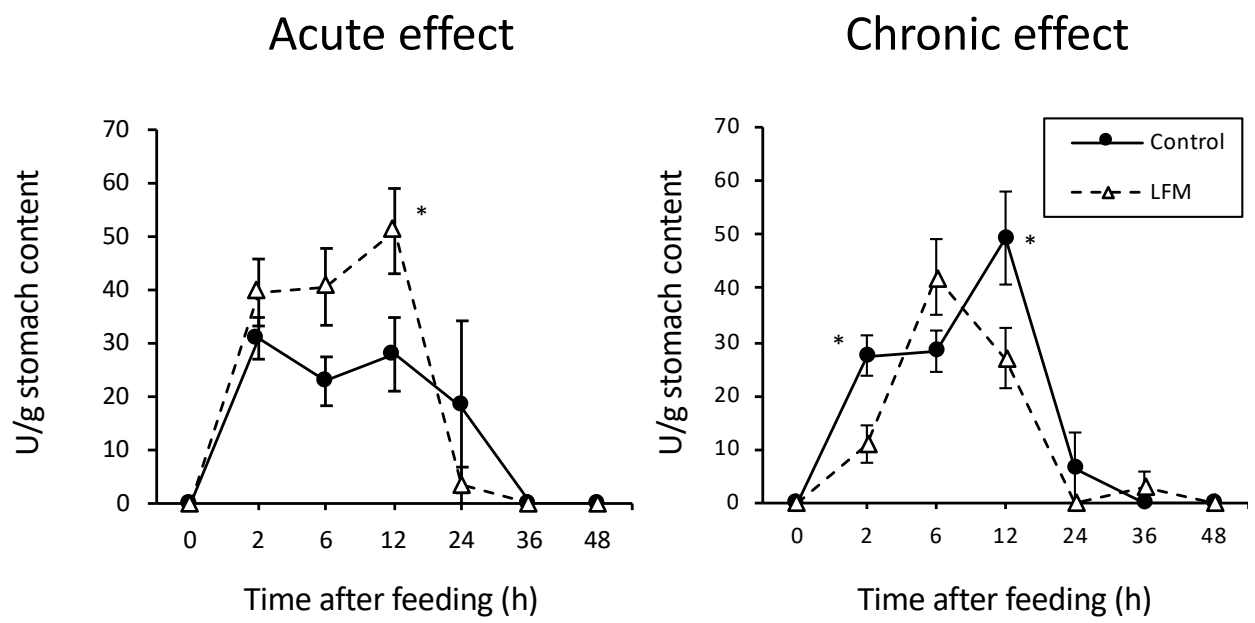 Acute effect
Chronic effect
U/g stomach content
70
60
50
40
30
20
10
0
*
0 2 6 12 24 36 48
Time after feeding (h)
U/g stomach content
70
60
50
40
30
20
10
0
*
*
Control
LFM
0 2 6 12 24 36 48
Time after feeding (h)